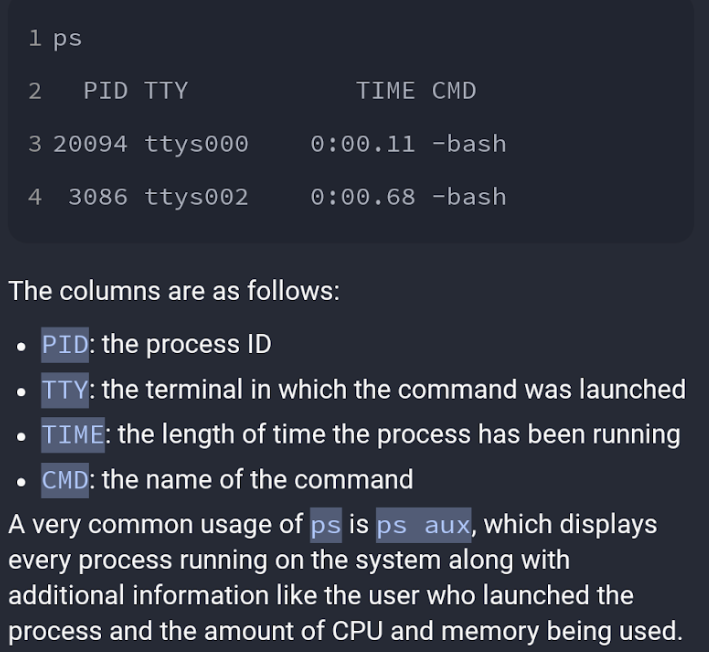 1 ps
2   PID TTY           TIME CMD
3 20094 ttys000    0:00.11 -bash
4  3086 ttys002    0:00.68 -bash
The columns are as follows:
• PID: the process ID
• TTY: the terminal in which the command was launched
• TIME: the length of time the process has been running
• CMD: the name of the command
A very common usage of ps is ps aux, which displays
every process running on the system along with
additional information like the user who launched the
process and the amount of CPU and memory being used.